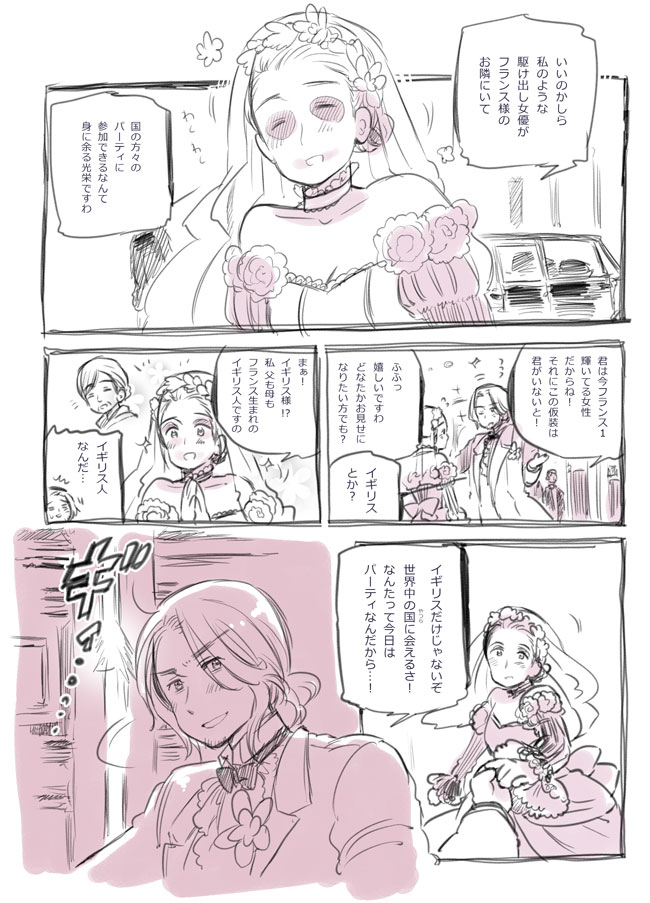 いいのかしら
私のような
駆け出し女優が
フランス様の
お隣にいて
わくわく
国の方々の
パーティに
参加できるなんて
身に余る光栄ですわ
君は今フランス1
輝いてる女性
だからね!
それにこの仮装は
君がいないと!
ふふっ
嬉しいですわ
どなたかお見せに
なりたい方でも?
イギリス
とか?
まぁ!
イギリス様!?
私 父も母も
フランス生まれの
イギリス人ですの
イギリス人
なんだ…
イギリスだけじゃないぞ
世界中の国に会えるさ!
やつら
なんたって今日は
パーティなんだから…!